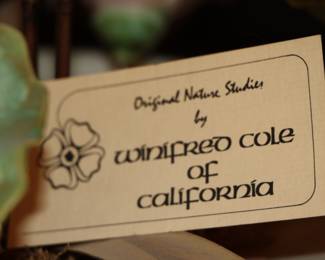 Original Nature Studies
by
winifred cole
of
california